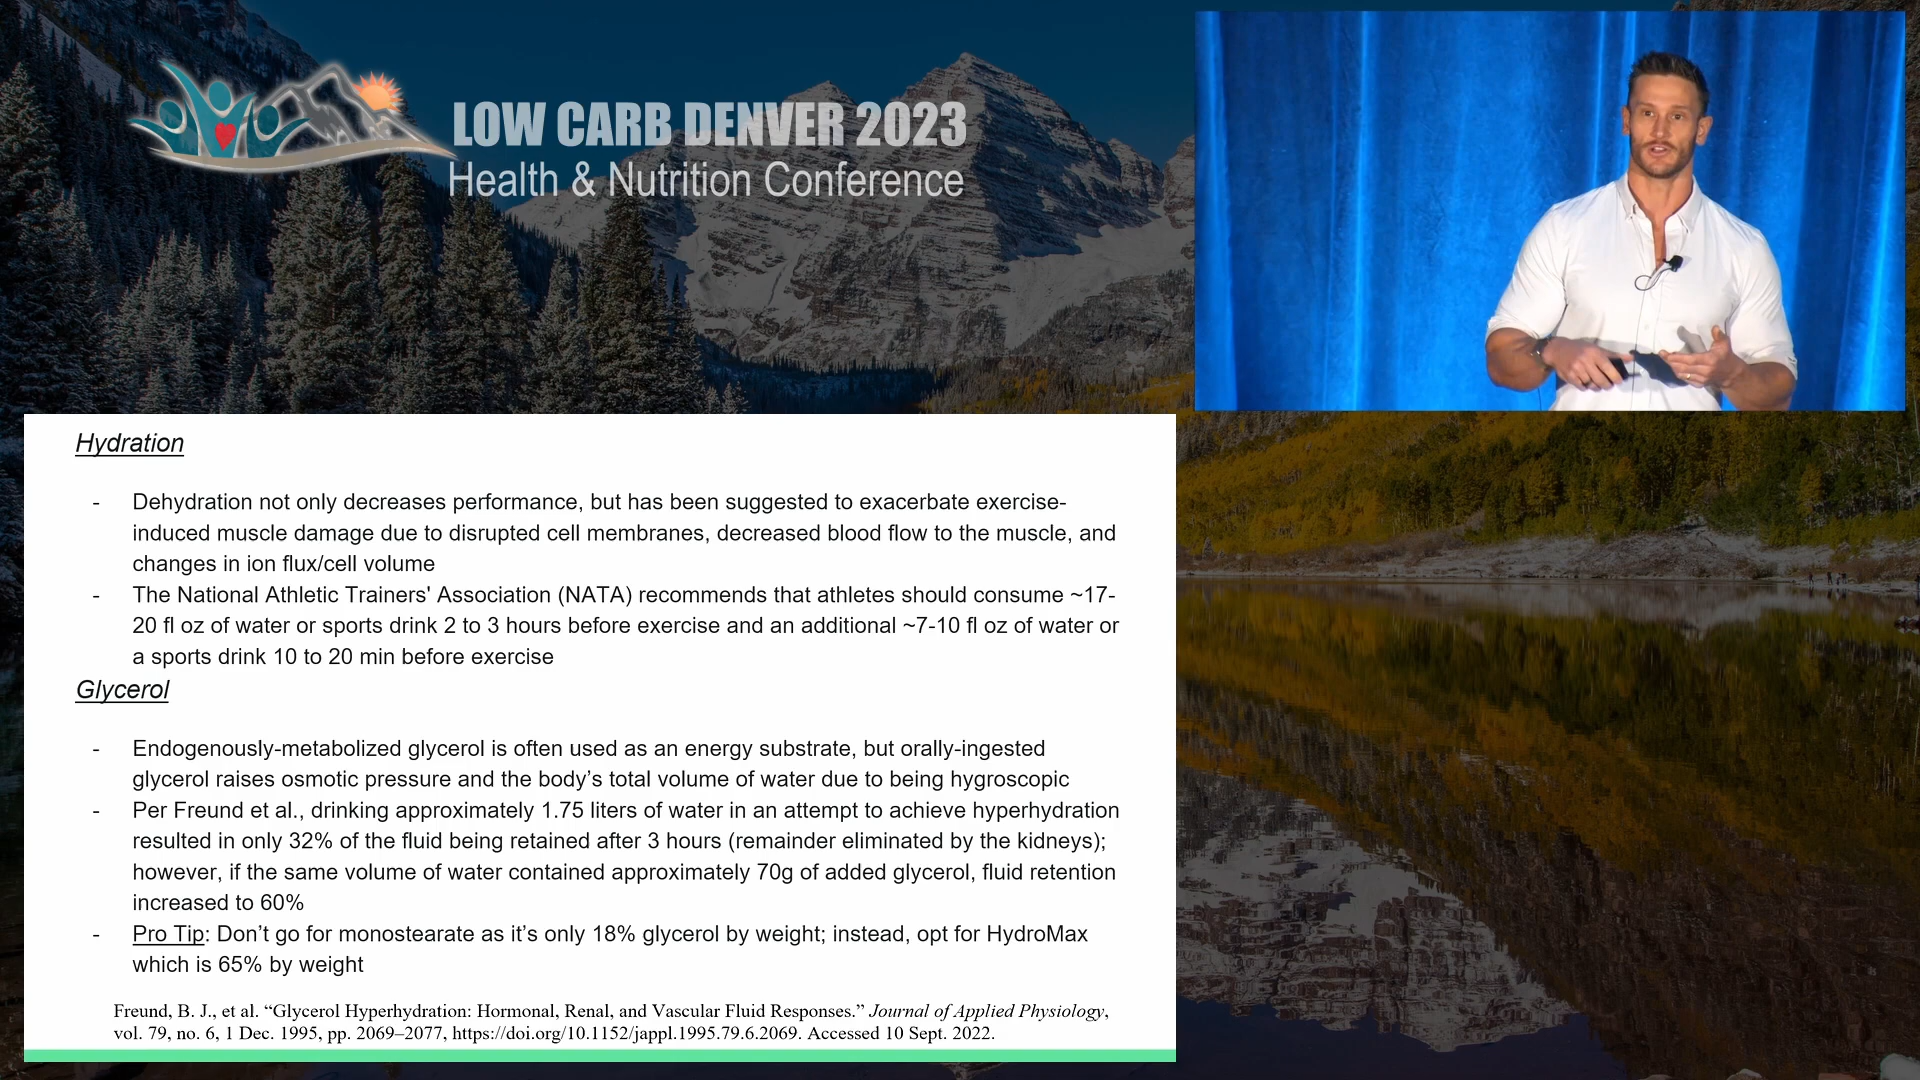 LOW CARB DENVER 2023
Health & Nutrition Conference
Hydration
- Dehydration not only decreases performance, but has been suggested to exacerbate exercise-
induced muscle damage due to disrupted cell membranes, decreased blood flow to the muscle, and
changes in ion flux/cell volume
- The National Athletic Trainers' Association (NATA) recommends that athletes should consume ~17-
20 fl oz of water or sports drink 2 to 3 hours before exercise and an additional ~7-10 fl oz of water or
a sports drink 10 to 20 min before exercise
Glycerol
- Endogenously-metabolized glycerol is often used as an energy substrate, but orally-ingested
glycerol raises osmotic pressure and the body’s total volume of water due to being hygroscopic
- Per Freund et al., drinking approximately 1.75 liters of water in an attempt to achieve hyperhydration
resulted in only 32% of the fluid being retained after 3 hours (remainder eliminated by the kidneys);
however, if the same volume of water contained approximately 70g of added glycerol, fluid retention
increased to 60%
- Pro Tip: Don’t go for monostearate as it’s only 18% glycerol by weight; instead, opt for HydroMax
which is 65% by weight
Freund, B. J., et al. “Glycerol Hyperhydration: Hormonal, Renal, and Vascular Fluid Responses.” Journal of Applied Physiology,
vol. 79, no. 6, 1 Dec. 1995, pp. 2069–2077, https://doi.org/10.1152/jappl.1995.79.6.2069. Accessed 10 Sept. 2022.